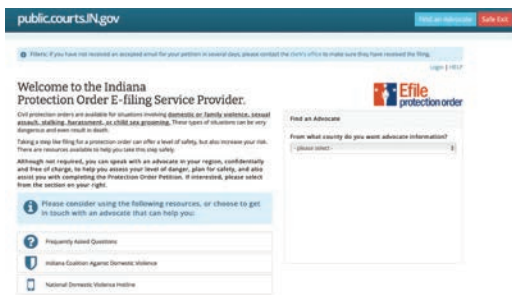 public.courts.IN.gov
Find an Advocate
Safe Exit
Filers: If you have not received an accepted email for your petition in several days, please contact the clerk's office to make sure they have received the filing.
Login | HELP
Welcome to the Indiana
Protection Order E-filing Service Provider.
Civil protection orders are available for situations involving domestic or family violence, sexual
assault, stalking, harassment, or child sex grooming. These types of situations can be very
dangerous and even result in death.
Taking a step like filing for a protection order can offer a level of safety, but also increase your risk.
There are resources available to help you take this step safely.
Although not required, you can speak with an advocate in your region, confidentially
and free of charge, to help you assess your level of danger, plan for safety, and also
assist you with completing the Protection Order Petition. If interested, please select
from the section on your right.
Please consider using the following resources, or choose to get
in touch with an advocate that can help you:
Frequently Asked Questions
Indiana Coalition Against Domestic Violence
National Domestic Violence Hotline
Efile
protection order
Find an Advocate
From what county do you want advocate information?
- please select -